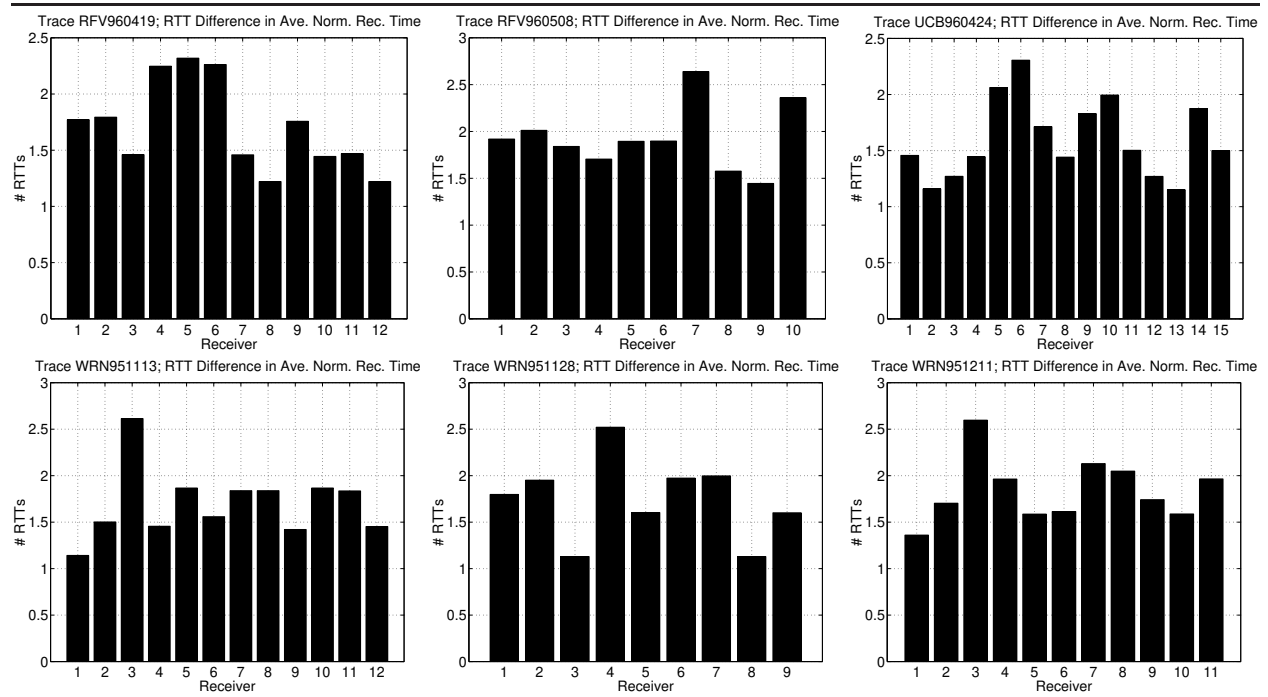 Trace RFV960419; RTT Difference in Ave. Norm. Rec. Time
2.5
2
1.5
1
0.5
0
# RTTs
1 2 3 4 5 6 7 8 9 10 11 12
Receiver
Trace RFV960508; RTT Difference in Ave. Norm. Rec. Time
3
2.5
2
1.5
1
0.5
0
# RTTs
1 2 3 4 5 6 7 8 9 10
Receiver
Trace UCB960424; RTT Difference in Ave. Norm. Rec. Time
2.5
2
1.5
1
0.5
0
# RTTs
1 2 3 4 5 6 7 8 9 10 11 12 13 14 15
Receiver
Trace WRN951113; RTT Difference in Ave. Norm. Rec. Time
3
2.5
2
1.5
1
0.5
0
# RTTs
1 2 3 4 5 6 7 8 9 10 11 12
Receiver
Trace WRN951128; RTT Difference in Ave. Norm. Rec. Time
3
2.5
2
1.5
1
0.5
0
# RTTs
1 2 3 4 5 6 7 8 9
Receiver
Trace WRN951211; RTT Difference in Ave. Norm. Rec. Time
3
2.5
2
1.5
1
0.5
0
# RTTs
1 2 3 4 5 6 7 8 9 10 11
Receiver